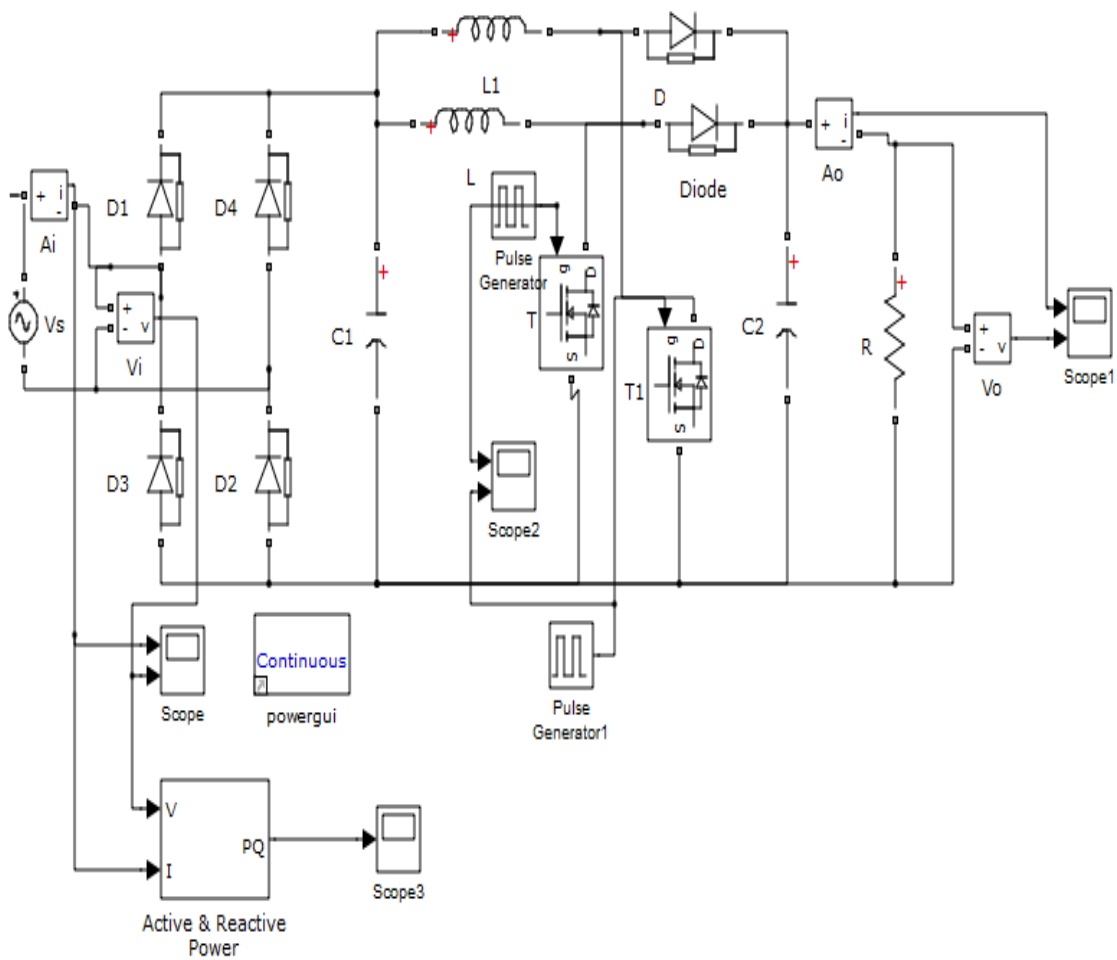 L1
D
+ i
-
Ao
Diode
D1
D4
L
+ i
-
Ai
Pulse
Generator
g
D
S
T
+
-
v
Vi
Vs
C1
C2
R
g
D
S
T1
+
-
v
Vo
Scope1
D3
D2
Scope2
Continuous
powergui
Scope
Pulse
Generator1
V
I
PQ
Scope3
Active & Reactive
Power